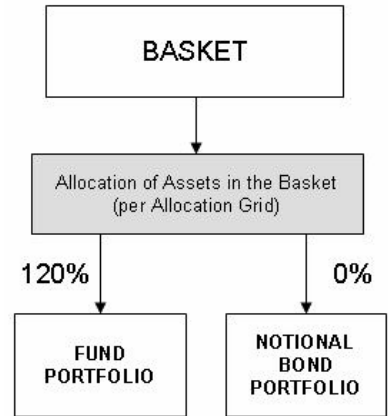 BASKET
Allocation of Assets in the Basket
(per Allocation Grid)
120%
0%
FUND
PORTFOLIO
NOTIONAL
BOND
PORTFOLIO